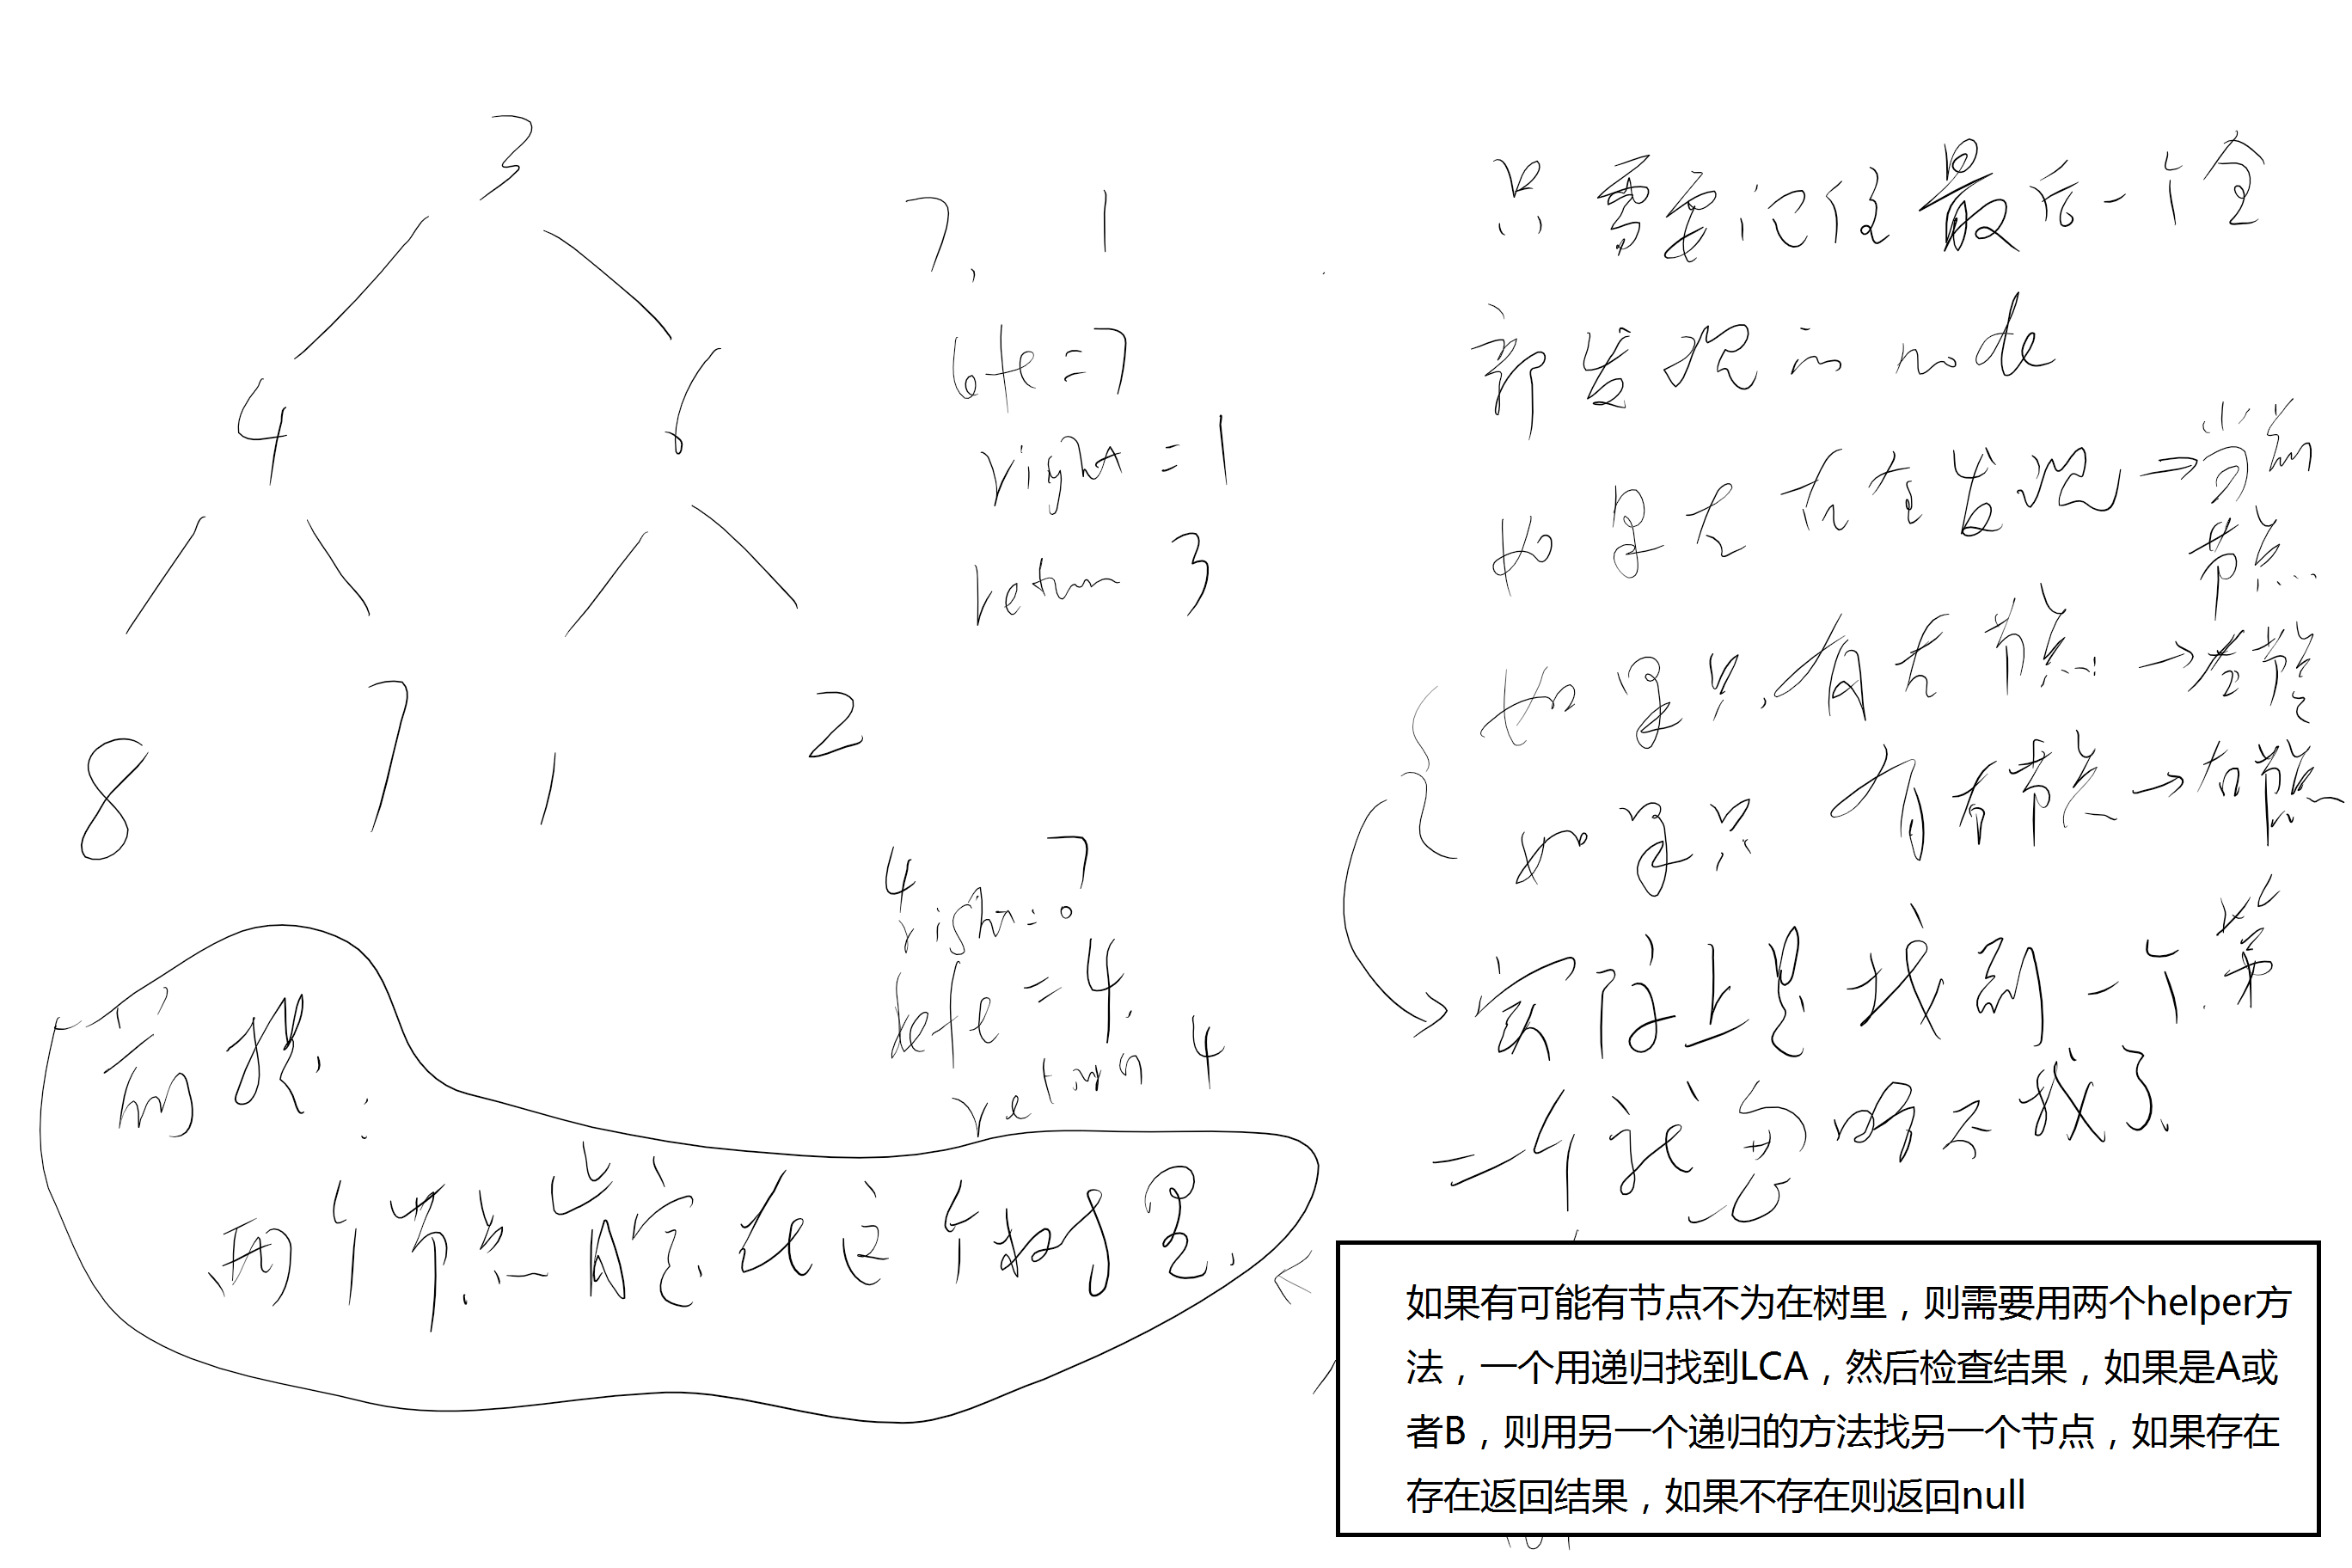 3
4
6
8
7
1
2
7, 1
left = 7
right = 1
return 3
4 7
right = 0
left = 4.
return 4
前提:
两个节点肯定在这个树里.
只需要记住最后一个全
部发现的 node
如果左右在发现 → 当前
节点
如果只有左节点 → 左节点
如果只有右节点 → 右节点
实际上是找到一个, 第
二个就忽略不找了.
如果有可能有节点不为在树里，则需要用两个helper方
法，一个用递归找到LCA，然后检查结果，如果是A或
者B，则用另一个递归的方法找另一个节点，如果存在
存在返回结果，如果不存在则返回null